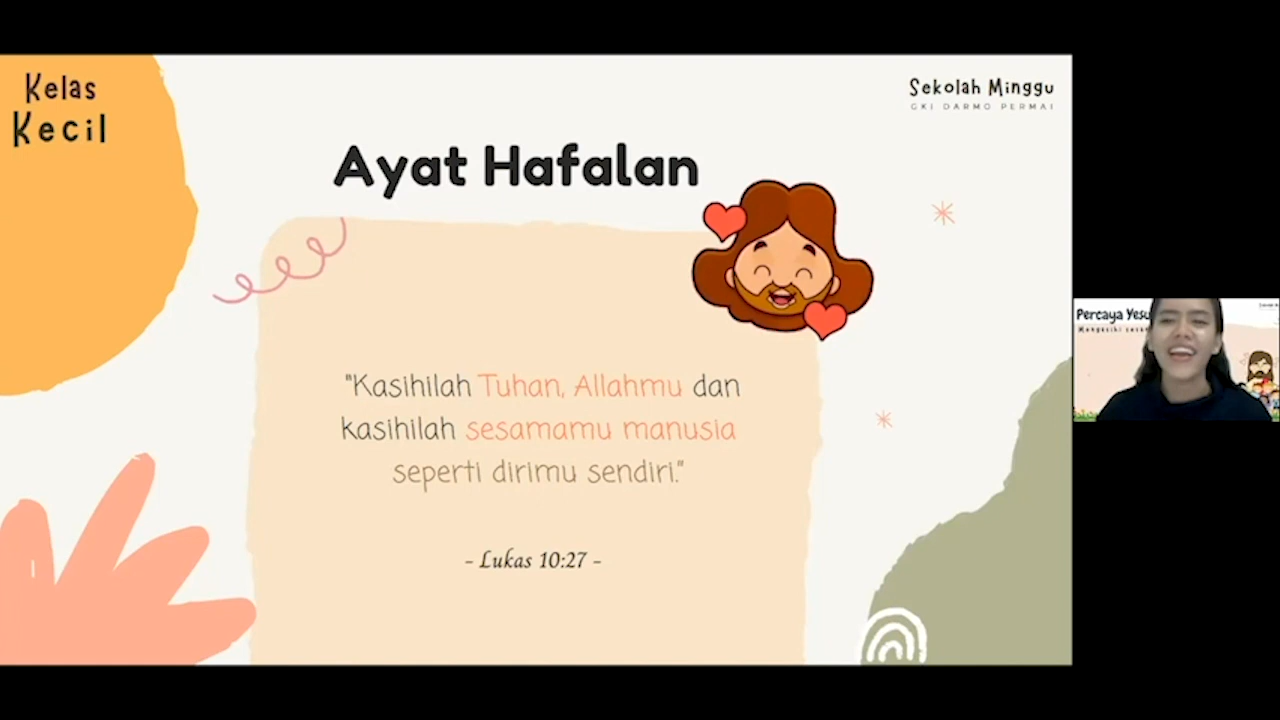 Kelas
Kecil
Sekolah Minggu
GKI DARMO PERMAI
Ayat Hafalan
"Kasihilah Tuhan, Allahmu dan
kasihilah sesamamu manusia
seperti dirimu sendiri."
- Lukas 10:27 -
Percaya Yesu